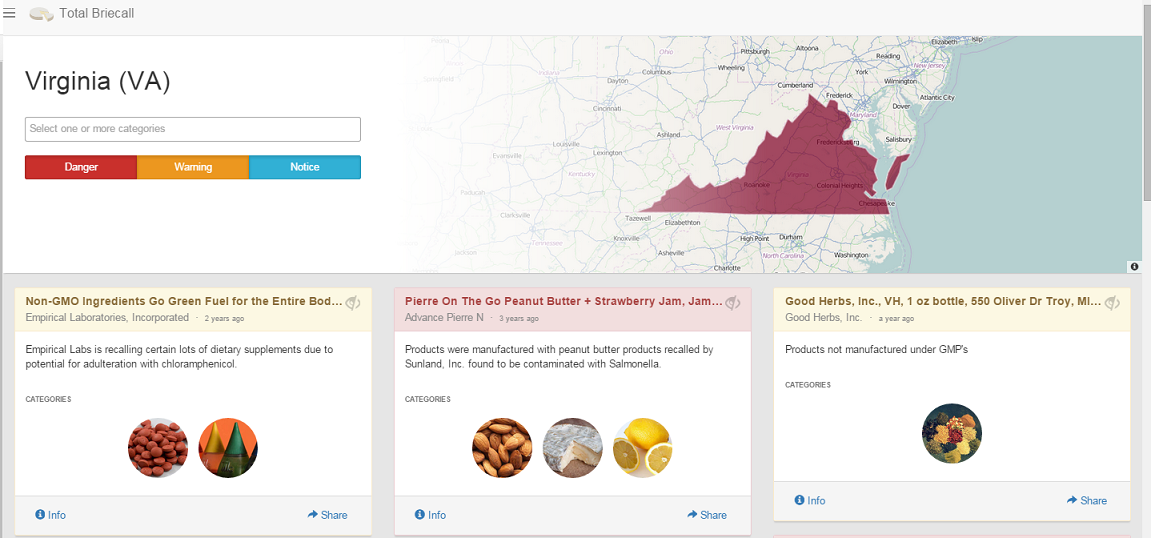 Total Briecall
Virginia (VA)
Select one or more categories
Danger
Warning
Notice
Ohio
Pittsburgh
Altoona
Elizabeth
Islip
Reading
New Jersey
Wheeling
York
Wilmington
Columbus
Dayton
Cumberland
Frederick
Atlantic City
Dover
Maryland
Indiana
Springfield
Cincinnati
West Virginia
Ashland
Fredericksburg
Salisbury
Louisville
Lexington
Evansville
Kentucky
Roanoke
Virginia
Colonial Heights
Paducah
Chesapeake
Clarksville
Tazewell
Elizabethton
Knoxville
High Point
Durham
Tennessee
Jackson
Asheville
North Carolina
Washington
Charlotte
Non-GMO Ingredients Go Green Fuel for the Entire Bod...
Empirical Laboratories, Incorporated - 2 years ago
Empirical Labs is recalling certain lots of dietary supplements due to
potential for adulteration with chloramphenicol.
CATEGORIES
Info
Share
Pierre On The Go Peanut Butter + Strawberry Jam, Jam...
Advance Pierre N - 3 years ago
Products were manufactured with peanut butter products recalled by
Sunland, Inc. found to be contaminated with Salmonella.
CATEGORIES
Info
Share
Good Herbs, Inc., VH, 1 oz bottle, 550 Oliver Dr Troy, MI...
Good Herbs, Inc. - a year ago
Products not manufactured under GMP's
CATEGORIES
Info
Share